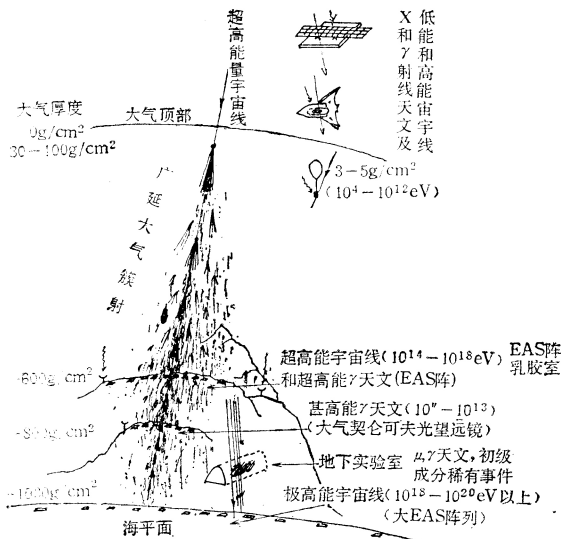 超高能量宇宙线
X和γ射线天文及
低能和高能宇宙线
大气厚度
大气顶部
0g/cm²
80-100g/cm²
3-5g/cm²
(10⁴-10¹²eV)
广延大气簇射
超高能宇宙线(10¹⁴-10¹⁸eV) EAS阵
乳胶室
~600g/cm²
和超高能γ天文(EAS阵)
甚高能γ天文(10"-10¹³)
~800g/cm²
(大气契仑可夫光望远镜)
地下实验室
μ,γ天文,初级
成分稀有事件
~1000g/cm²
极高能宇宙线(10¹⁸-10²⁰eV以上)
(大EAS阵列)
海平面